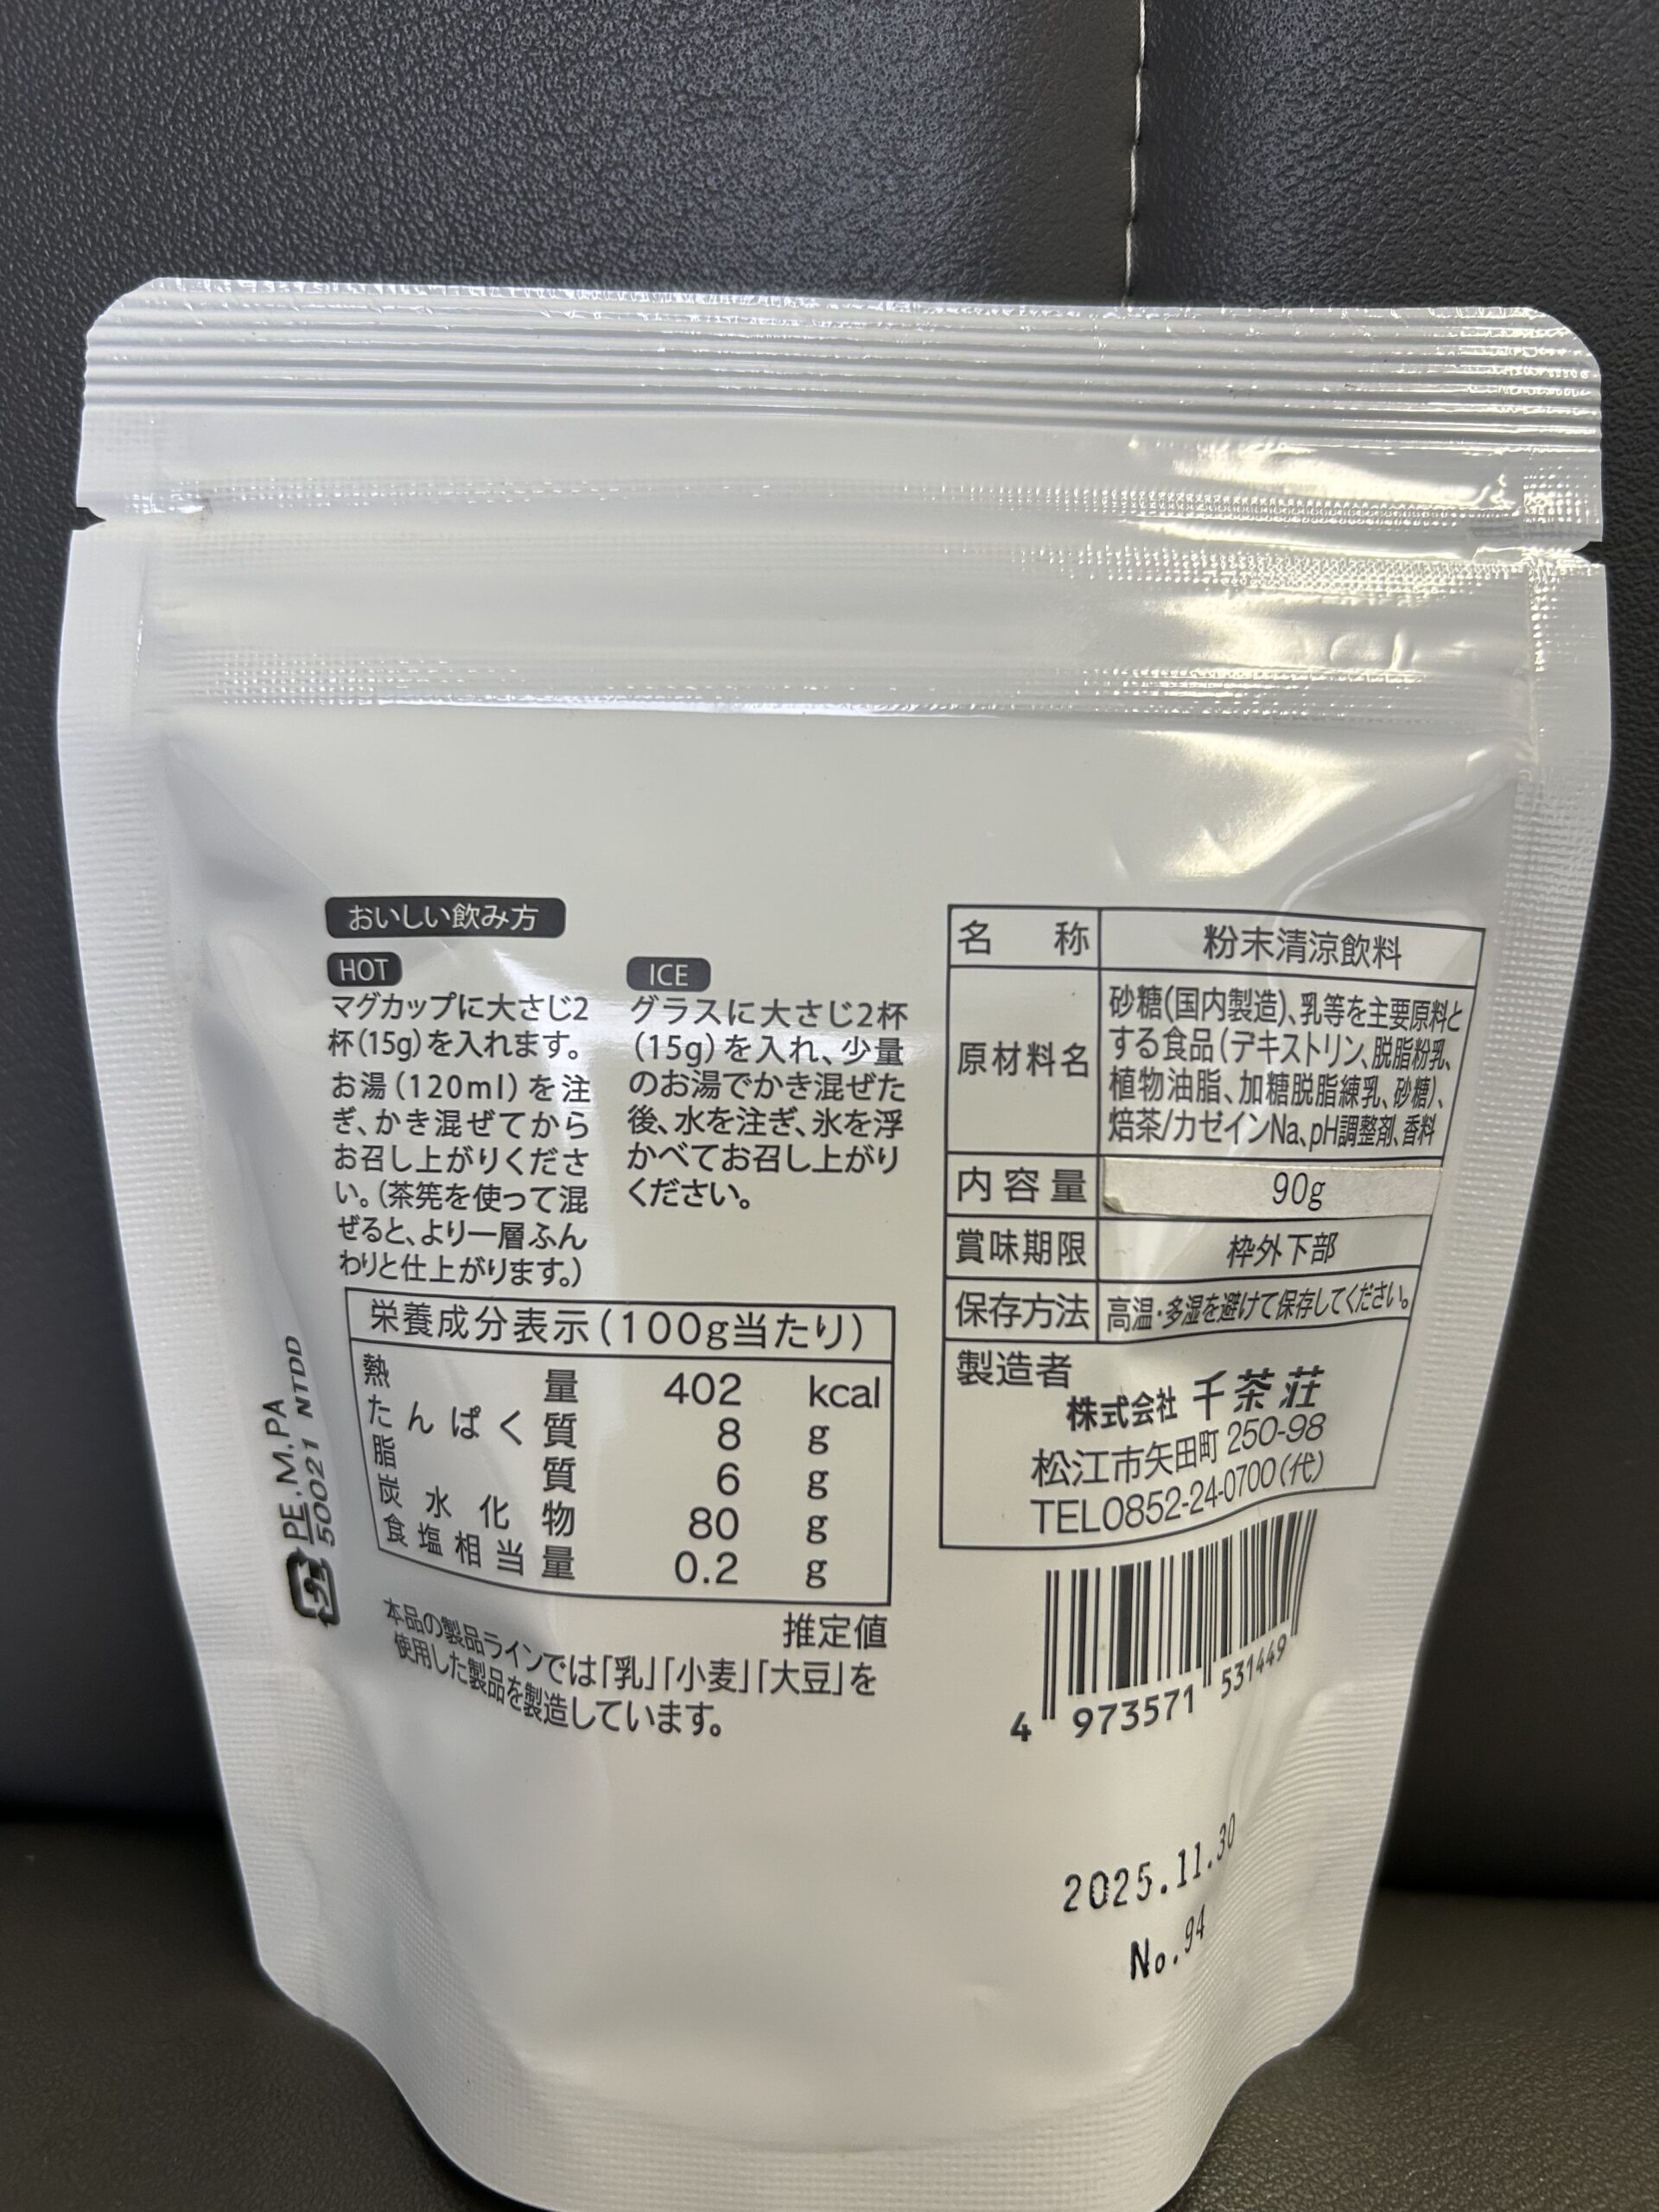 おいしい飲み方
HOT
マグカップに大さじ2
杯(15g)を入れます。
お湯(120ml)を注
ぎ、かき混ぜてから
お召し上がりくださ
い。(茶筅を使って混
ぜると、より一層ふん
わりと仕上がります。)
ICE
グラスに大さじ2杯
(15g)を入れ、少量
のお湯でかき混ぜた
後、水を注ぎ、氷を浮
かべてお召し上がり
ください。
栄養成分表示(100g当たり)
熱量 402 kcal
たんぱく質 8 g
脂質 6 g
炭水化物 80 g
食塩相当量 0.2 g
推定値
本品の製品ラインでは「乳」「小麦」「大豆」を
使用した製品を製造しています。
PE,M,PA
50021 NTDD
名称 粉末清涼飲料
原材料名 砂糖(国内製造)、乳等を主要原料と
する食品(デキストリン、脱脂粉乳、
植物油脂、加糖脱脂練乳、砂糖)、
焙茶/カゼインNa、pH調整剤、香料
内容量 90g
賞味期限 枠外下部
保存方法 高温・多湿を避けて保存してください。
製造者
株式会社 千茶荘
松江市矢田町 250-98
TEL0852-24-0700(代)
4 973571 531449
2025.11.30
No.94